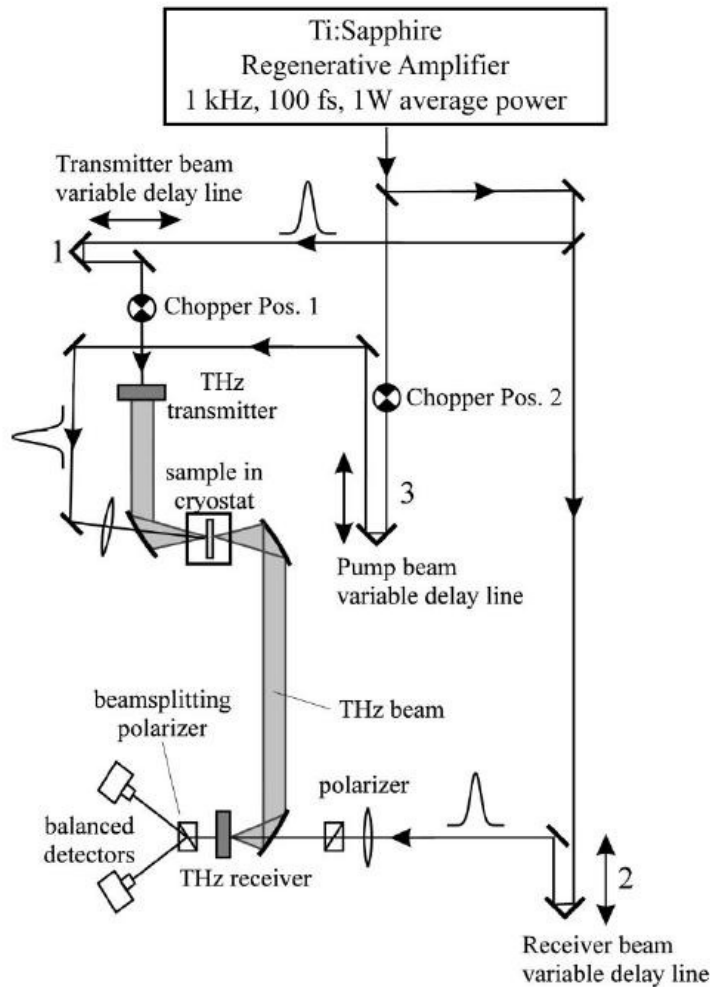 Ti:Sapphire
Regenerative Amplifier
1 kHz, 100 fs, 1W average power
Transmitter beam
variable delay line
1
Chopper Pos. 1
THz
transmitter
Chopper Pos. 2
sample in
cryostat
3
Pump beam
variable delay line
beamsplitting
polarizer
THz beam
polarizer
balanced
detectors
THz receiver
2
Receiver beam
variable delay line